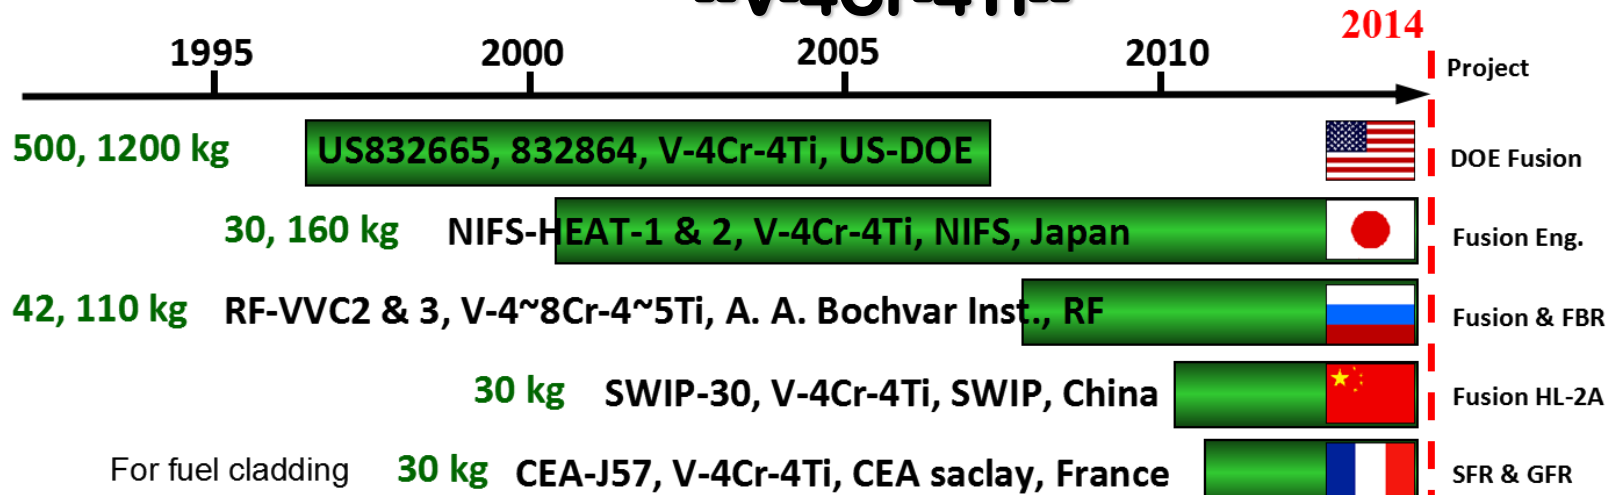 --V-4Cr-4Ti--
2014
1995 2000 2005 2010
Project
500, 1200 kg US832665, 832864, V-4Cr-4Ti, US-DOE DOE Fusion
30, 160 kg NIFS-HEAT-1 & 2, V-4Cr-4Ti, NIFS, Japan Fusion Eng.
42, 110 kg RF-VVC2 & 3, V-4~8Cr-4~5Ti, A. A. Bochvar Inst., RF Fusion & FBR
30 kg SWIP-30, V-4Cr-4Ti, SWIP, China Fusion HL-2A
For fuel cladding 30 kg CEA-J57, V-4Cr-4Ti, CEA saclay, France SFR & GFR